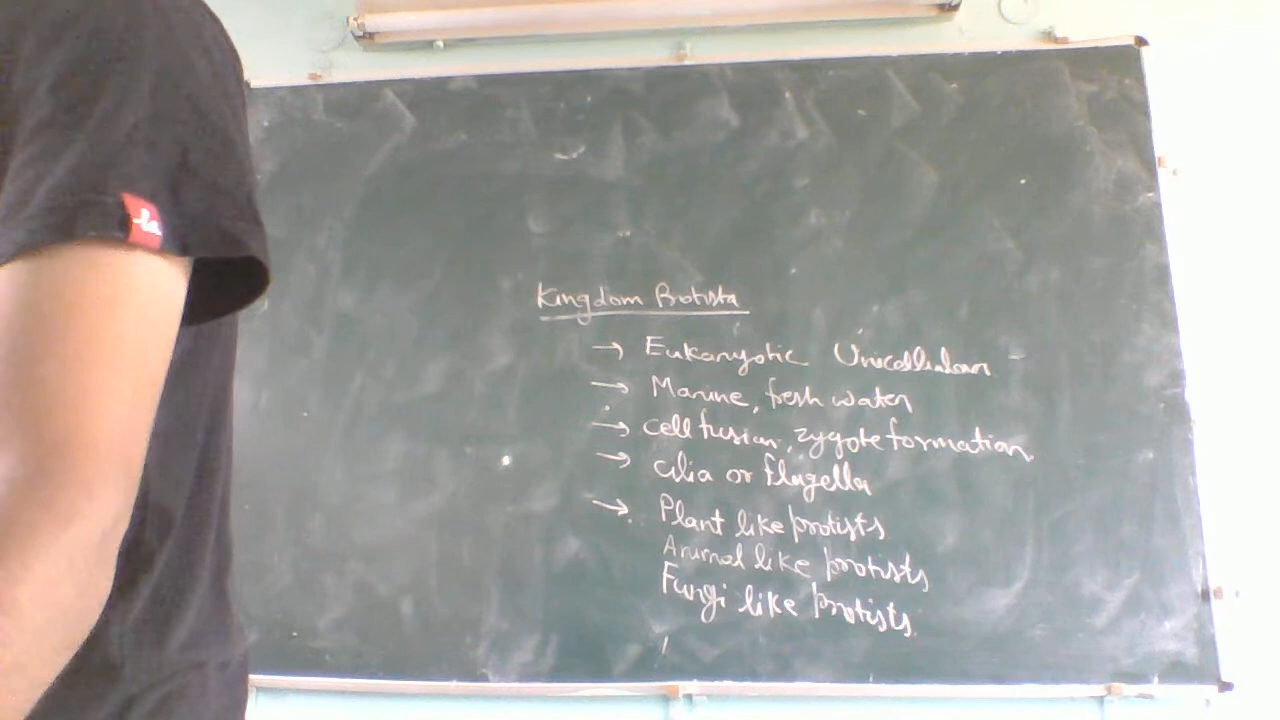 Kingdom Protista
→ Eukaryotic Unicellular
→ Marine, fresh water
→ cell fusion, zygote formation.
→ cilia or flagella
→ Plant like protists
Animal like protists
Fungi like protists.